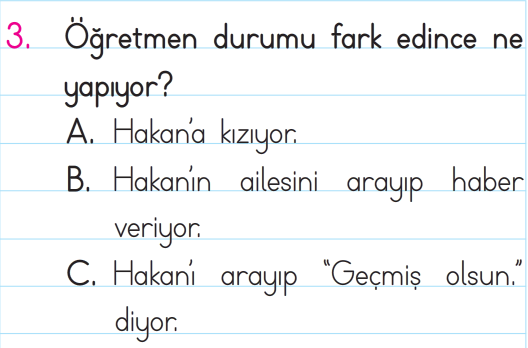 3. Öğretmen durumu fark edince ne
yapıyor?
A. Hakan'a kızıyor.
B. Hakan'ın ailesini arayıp haber
veriyor.
C. Hakan'ı arayıp “Geçmiş olsun.”
diyor.